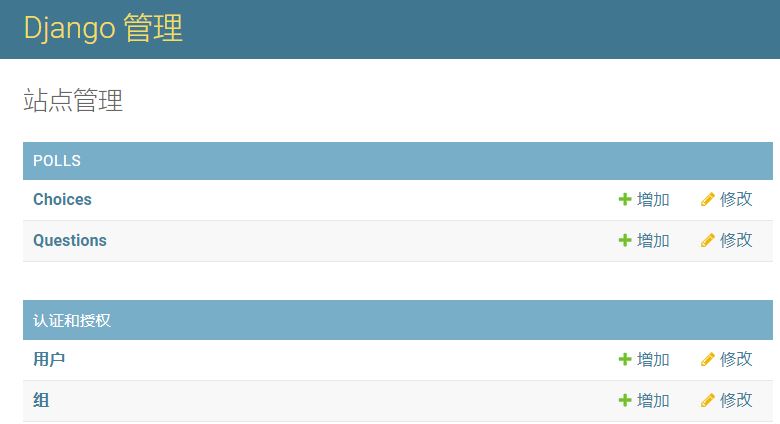 Django 管理
站点管理
POLLS
Choices 增加 修改
Questions 增加 修改
认证和授权
用户 增加 修改
组 增加 修改